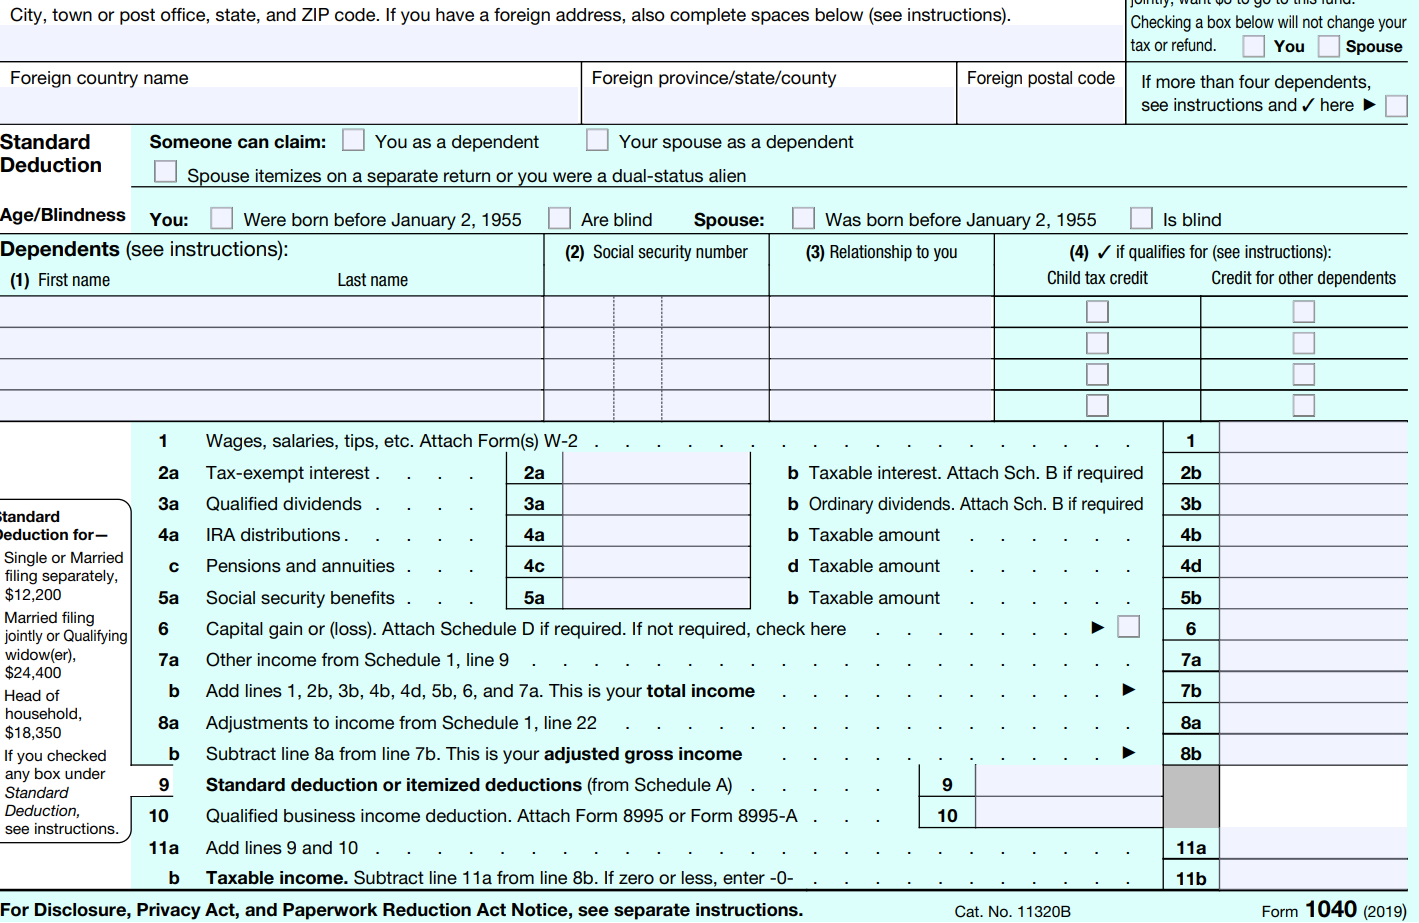 City, town or post office, state, and ZIP code. If you have a foreign address, also complete spaces below (see instructions).
Checking a box below will not change your
tax or refund. You Spouse
Foreign country name Foreign province/state/county Foreign postal code
If more than four dependents,
see instructions and ✓ here ▶
Standard
Deduction
Someone can claim: You as a dependent Your spouse as a dependent
Spouse itemizes on a separate return or you were a dual-status alien
Age/Blindness You: Were born before January 2, 1955 Are blind Spouse: Was born before January 2, 1955 Is blind
Dependents (see instructions): (2) Social security number (3) Relationship to you (4) ✓ if qualifies for (see instructions):
(1) First name Last name Child tax credit Credit for other dependents
1 Wages, salaries, tips, etc. Attach Form(s) W-2 . . . . . . . . . . . . . . . . . . 1
2a Tax-exempt interest . . . . 2a b Taxable interest. Attach Sch. B if required 2b
3a Qualified dividends . . . . 3a b Ordinary dividends. Attach Sch. B if required 3b
4a IRA distributions . . . . . 4a b Taxable amount . . . . . . 4b
c Pensions and annuities . . . 4c d Taxable amount . . . . . . 4d
5a Social security benefits . . . 5a b Taxable amount . . . . . . 5b
6 Capital gain or (loss). Attach Schedule D if required. If not required, check here . . . . . . . ▶ 6
7a Other income from Schedule 1, line 9 . . . . . . . . . . . . . . . . . . . . 7a
b Add lines 1, 2b, 3b, 4b, 4d, 5b, 6, and 7a. This is your total income . . . . . . . . . . . ▶ 7b
8a Adjustments to income from Schedule 1, line 22 . . . . . . . . . . . . . . . . . 8a
b Subtract line 8a from line 7b. This is your adjusted gross income . . . . . . . . . . . ▶ 8b
9 Standard deduction or itemized deductions (from Schedule A) . . . . . 9
10 Qualified business income deduction. Attach Form 8995 or Form 8995-A . . . 10
11a Add lines 9 and 10 . . . . . . . . . . . . . . . . . . . . . . . . . 11a
b Taxable income. Subtract line 11a from line 8b. If zero or less, enter -0- . . . . . . . . . . . 11b
Single or Married
filing separately,
$12,200
Married filing
jointly or Qualifying
widow(er),
$24,400
Head of
household,
$18,350
If you checked
any box under
Standard
Deduction,
see instructions.
For Disclosure, Privacy Act, and Paperwork Reduction Act Notice, see separate instructions. Cat. No. 11320B Form 1040 (2019)